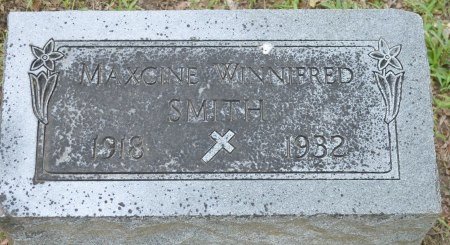 Maxcine Winnifred
Smith
1918 1932